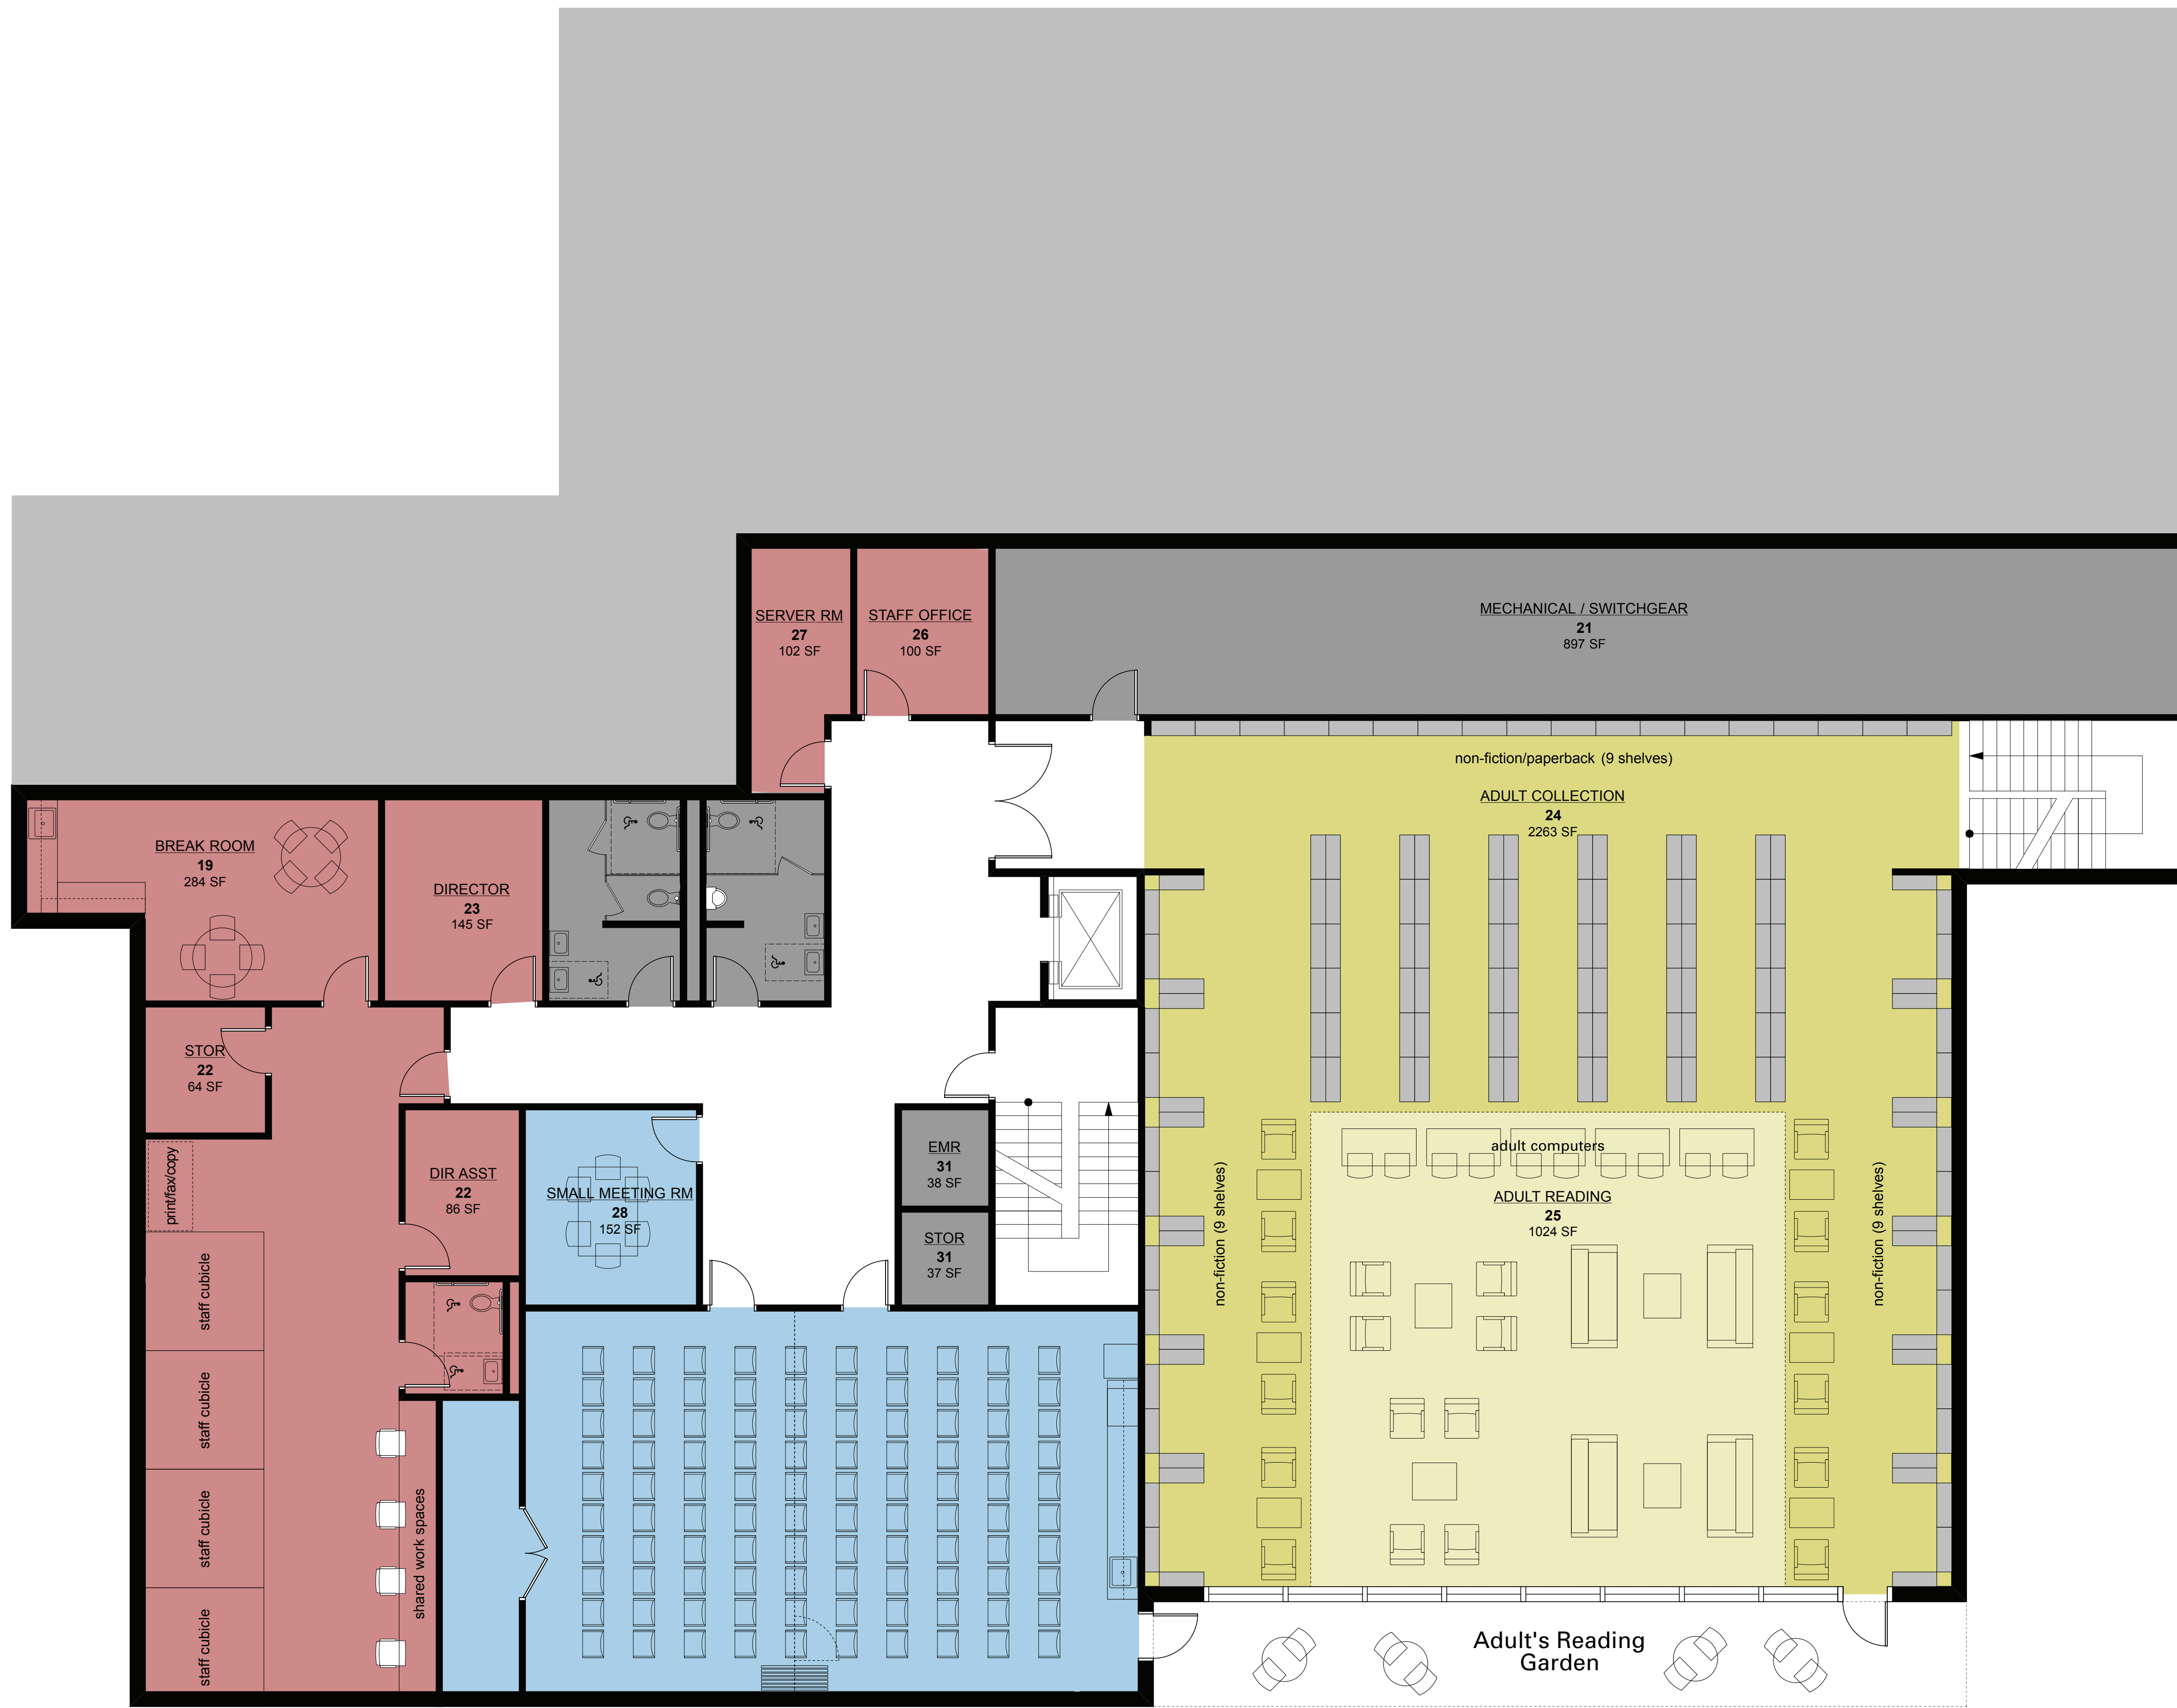 SERVER RM
27
102 SF
STAFF OFFICE
26
100 SF
MECHANICAL / SWITCHGEAR
21
897 SF
non-fiction/paperback (9 shelves)
ADULT COLLECTION
24
2263 SF
BREAK ROOM
19
284 SF
DIRECTOR
23
145 SF
STOR
22
64 SF
print/fax/copy
DIR ASST
22
86 SF
SMALL MEETING RM
28
152 SF
EMR
31
38 SF
STOR
31
37 SF
adult computers
ADULT READING
25
1024 SF
non-fiction (9 shelves)
non-fiction (9 shelves)
staff cubicle
staff cubicle
staff cubicle
staff cubicle
shared work spaces
Adult's Reading
Garden